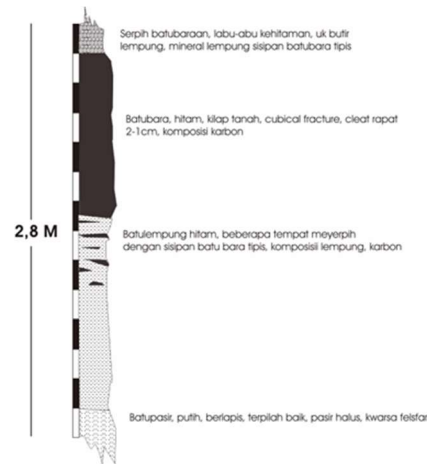 Serpih batubaraan, labu-abu kehitaman, uk butir
lempung, mineral lempung sisipan batubara tipis
Batubara, hitam, kilap tanah, cubical fracture, cleat rapat
2-1cm, komposisi karbon
2,8 M
Batulempung hitam, beberapa tempat meyerpih
dengan sisipan batu bara tipis, komposisii lempung, karbon
Batupasir, putih, berlapis, terpilah baik, pasir halus, kwarsa felsfar